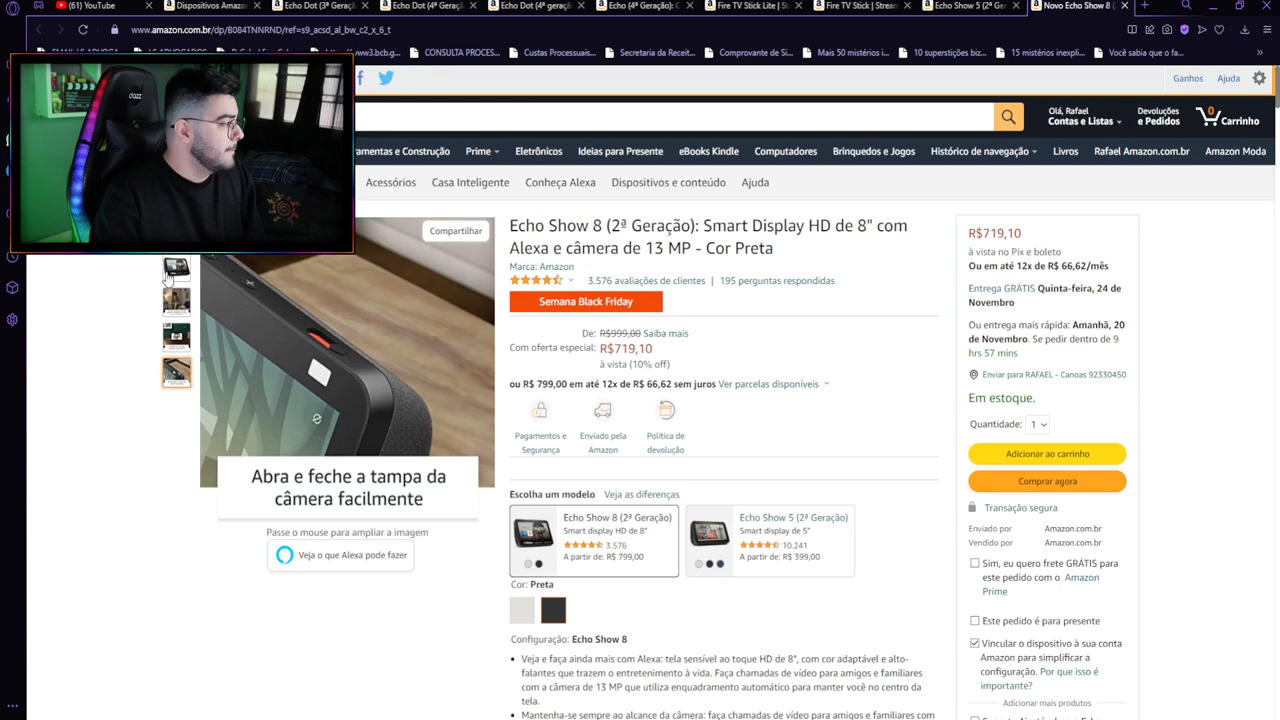 (61) YouTube
Dispositivos Amazo
Echo Dot (3ª Geraçã
Echo Dot (4ª geraçã
Echo Dot (4ª geração
Echo (4ª Geração): C
Fire TV Stick Lite | S
Fire TV Stick | Stream
Echo Show 5 (2ª Ger
Novo Echo Show 8 (
www.amazon.com.br/dp/B084TNNRND/ref=s9_acsd_al_bw_c2_x_6_t
CONSULTA PROCES...
Custas Processuais...
Secretaria da Receit...
Comprovante de Si...
Mais 50 mistérios i...
10 superstições biz...
15 mistérios inexpli...
Você sabia que o fa...
Ganhos
Ajuda
Olá, Rafael
Contas e Listas
Devoluções
e Pedidos
0
Carrinho
ramentas e Construção
Prime
Eletrônicos
Ideias para Presente
eBooks Kindle
Computadores
Brinquedos e Jogos
Histórico de navegação
Livros
Rafael Amazon.com.br
Amazon Moda
Acessórios
Casa Inteligente
Conheça Alexa
Dispositivos e conteúdo
Ajuda
Compartilhar
Abra e feche a tampa da
câmera facilmente
Passe o mouse para ampliar a imagem
Veja o que Alexa pode fazer
Echo Show 8 (2ª Geração): Smart Display HD de 8" com
Alexa e câmera de 13 MP - Cor Preta
Marca: Amazon
3.576 avaliações de clientes | 195 perguntas respondidas
Semana Black Friday
De: R$999,00 Saiba mais
Com oferta especial: R$719,10
à vista (10% off)
ou R$ 799,00 em até 12x de R$ 66,62 sem juros Ver parcelas disponíveis
Pagamentos e
Segurança
Enviado pela
Amazon
Política de
devolução
Escolha um modelo Veja as diferenças
Echo Show 8 (2ª Geração)
Smart display HD de 8"
3.576
A partir de: R$ 799,00
Echo Show 5 (2ª Geração)
Smart display de 5"
10.241
A partir de: R$ 399,00
Cor: Preta
Configuração: Echo Show 8
Veja e faça ainda mais com Alexa: tela sensível ao toque HD de 8", com cor adaptável e alto-
falantes que trazem o entretenimento à vida. Faça chamadas de vídeo para amigos e familiares
com a câmera de 13 MP que utiliza enquadramento automático para manter você no centro da
tela.
Mantenha-se sempre ao alcance da câmera: faça chamadas de vídeo para amigos e familiares com
R$719,10
à vista no Pix e boleto
Ou em até 12x de R$ 66,62/mês
Entrega GRÁTIS Quinta-feira, 24 de
Novembro
Ou entrega mais rápida: Amanhã, 20
de Novembro. Se pedir dentro de 9
hrs 57 mins
Enviar para RAFAEL - Canoas 92330450
Em estoque.
Quantidade: 1
Adicionar ao carrinho
Comprar agora
Transação segura
Enviado por Amazon.com.br
Vendido por Amazon.com.br
Sim, eu quero frete GRÁTIS para
este pedido com o Amazon
Prime
Este pedido é para presente
Vincular o dispositivo à sua conta
Amazon para simplificar a
configuração. Por que isso é
importante?
Adicionar mais produtos